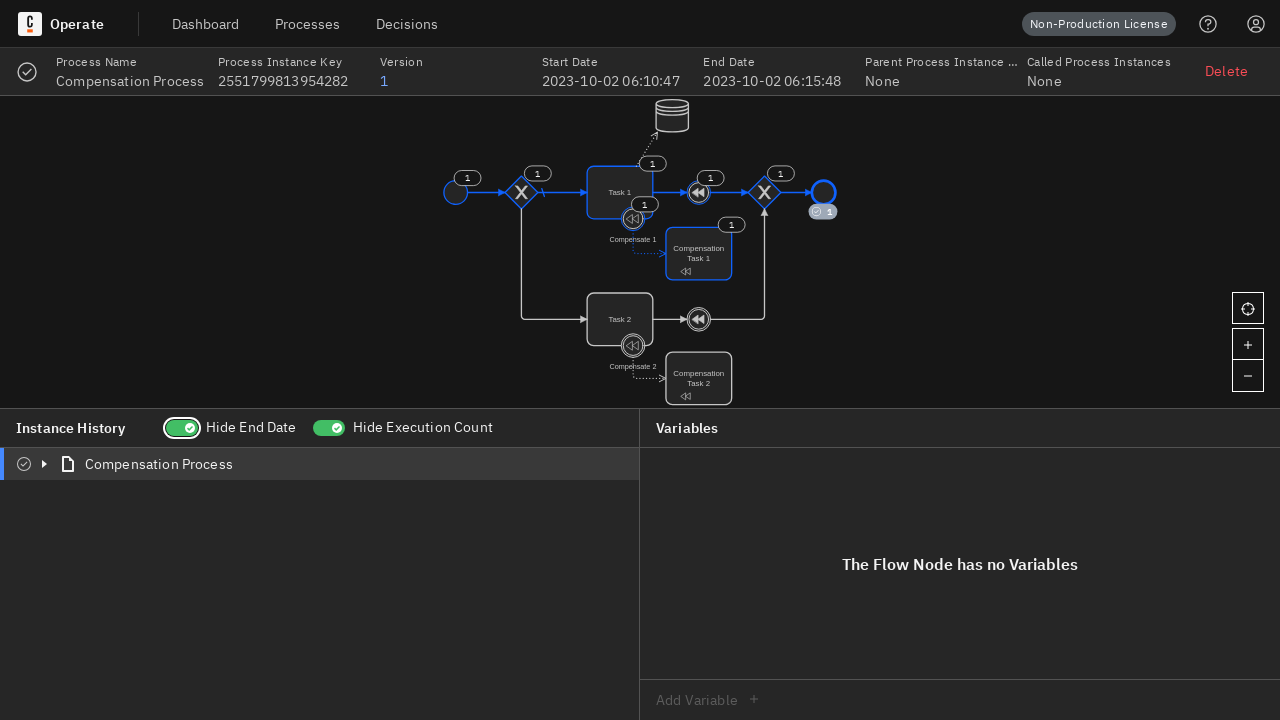 Operate
Dashboard
Processes
Decisions
Non-Production License
Process Name
Process Instance Key
Version
Start Date
End Date
Parent Process Instance ...
Called Process Instances
Compensation Process
2551799813954282
1
2023-10-02 06:10:47
2023-10-02 06:15:48
None
None
Delete
1
1
1
1
1
Task 1
1
1
Compensate 1
1
Compensation
Task 1
Task 2
Compensate 2
Compensation
Task 2
Instance History
Hide End Date
Hide Execution Count
Variables
Compensation Process
The Flow Node has no Variables
Add Variable